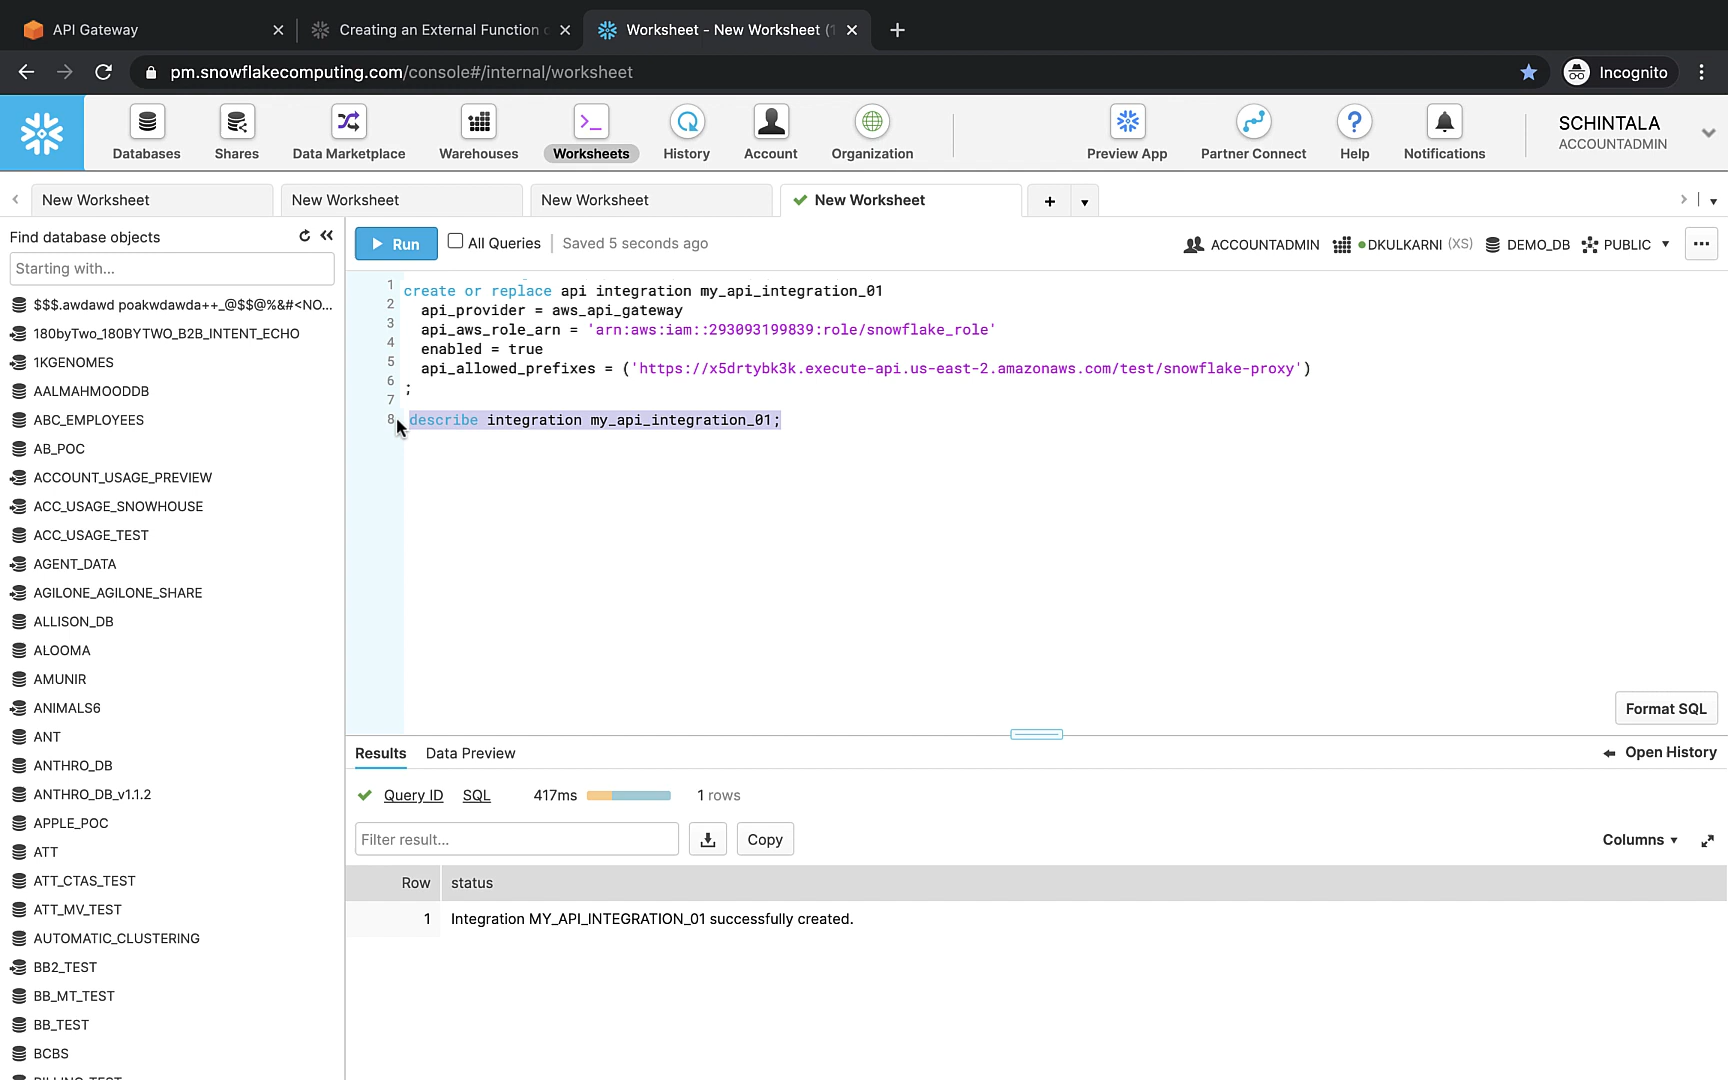 API Gateway
Creating an External Function
Worksheet - New Worksheet (1
pm.snowflakecomputing.com/console#/internal/worksheet
Incognito
Databases
Shares
Data Marketplace
Warehouses
Worksheets
History
Account
Organization
Preview App
Partner Connect
Help
Notifications
SCHINTALA
ACCOUNTADMIN
New Worksheet
New Worksheet
New Worksheet
New Worksheet
Find database objects
Starting with...
$$$.awdawd poakwdawda++_@$$@%&#<NO...
180byTwo_180BYTWO_B2B_INTENT_ECHO
1KGENOMES
AALMAHMOODDB
ABC_EMPLOYEES
AB_POC
ACCOUNT_USAGE_PREVIEW
ACC_USAGE_SNOWHOUSE
ACC_USAGE_TEST
AGENT_DATA
AGILONE_AGILONE_SHARE
ALLISON_DB
ALOOMA
AMUNIR
ANIMALS6
ANT
ANTHRO_DB
ANTHRO_DB_v1.1.2
APPLE_POC
ATT
ATT_CTAS_TEST
ATT_MV_TEST
AUTOMATIC_CLUSTERING
BB2_TEST
BB_MT_TEST
BB_TEST
BCBS
Run
All Queries
Saved 5 seconds ago
ACCOUNTADMIN
DKULKARNI (XS)
DEMO_DB
PUBLIC
1 create or replace api integration my_api_integration_01
2 api_provider = aws_api_gateway
3 api_aws_role_arn = 'arn:aws:iam::293093199839:role/snowflake_role'
4 enabled = true
5 api_allowed_prefixes = ('https://x5drtybk3k.execute-api.us-east-2.amazonaws.com/test/snowflake-proxy')
6 ;
7
8 describe integration my_api_integration_01;
Format SQL
Results
Data Preview
Open History
Query ID
SQL
417ms
1 rows
Filter result...
Copy
Columns
Row
status
1
Integration MY_API_INTEGRATION_01 successfully created.